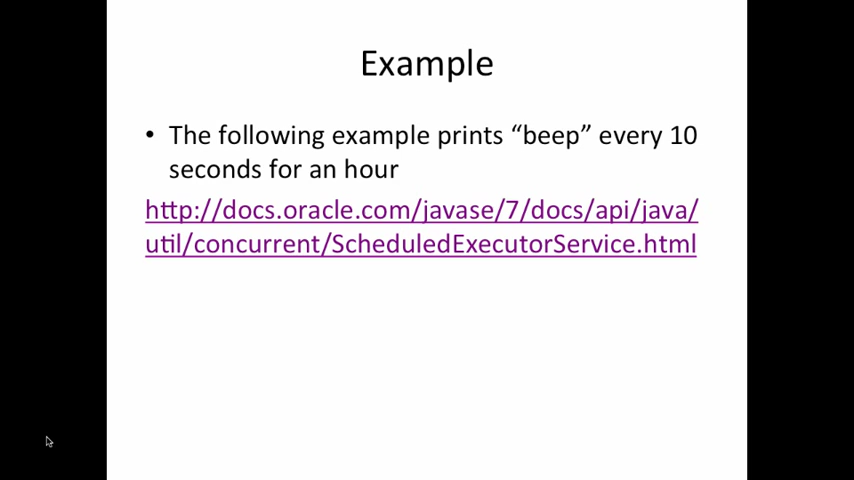 Example
• The following example prints “beep” every 10
seconds for an hour
http://docs.oracle.com/javase/7/docs/api/java/
util/concurrent/ScheduledExecutorService.html